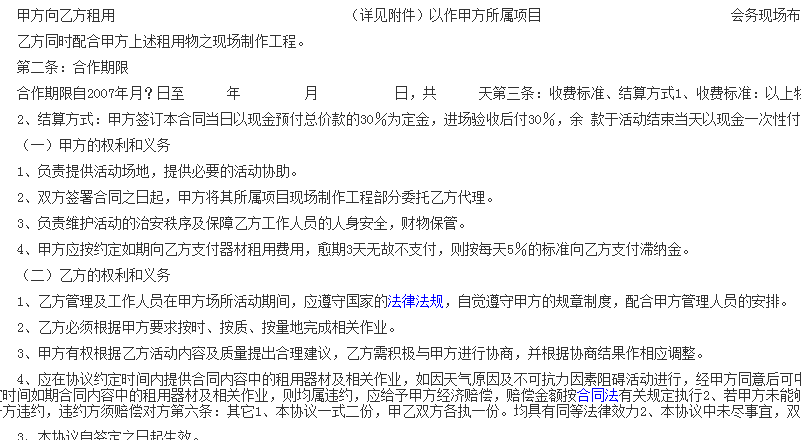 甲方向乙方租用 （详见附件）以作甲方所属项目 会务现场布
乙方同时配合甲方上述租用物之现场制作工程。
第二条：合作期限
合作期限自2007年月?日至 年 月 日，共 天第三条：收费标准、结算方式1、收费标准：以上物
2、结算方式：甲方签订本合同当日以现金预付总价款的30％为定金，进场验收后付30％，余 款于活动结束当天以现金一次性付
（一）甲方的权利和义务
1、负责提供活动场地，提供必要的活动协助。
2、双方签署合同之日起，甲方将其所属项目现场制作工程部分委托乙方代理。
3、负责维护活动的治安秩序及保障乙方工作人员的人身安全，财物保管。
4、甲方应按约定如期向乙方支付器材租用费用，愈期3天无故不支付，则按每天5％的标准向乙方支付滞纳金。
（二）乙方的权利和义务
1、乙方管理及工作人员在甲方场所活动期间，应遵守国家的法律法规，自觉遵守甲方的规章制度，配合甲方管理人员的安排。
2、乙方必须根据甲方要求按时、按质、按量地完成相关作业。
3、甲方有权根据乙方活动内容及质量提出合理建议，乙方需积极与甲方进行协商，并根据协商结果作相应调整。
4、应在协议约定时间内提供合同内容中的租用器材及相关作业，如因天气原因及不可抗力因素阻碍活动进行，经甲方同意后可中
定时间如期合同内容中的租用器材及相关作业，则均属违约，应给予甲方经济赔偿，赔偿金额按合同法有关规定执行2、若甲方未能够
一方违约，违约方须赔偿对方第六条：其它1、本协议一式二份，甲乙双方各执一份。均具有同等法律效力2、本协议中未尽事宜，双
3、本协议自签定之日起生效。